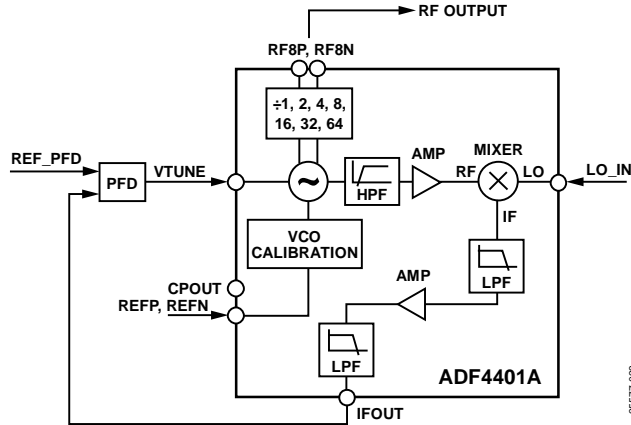 RF OUTPUT
RF8P, RF8N
÷1, 2, 4, 8,
16, 32, 64
AMP
MIXER
REF_PFD
PFD
VTUNE
~
HPF
RF
LO
LO_IN
IF
VCO
CALIBRATION
CPOUT
REFP, REFN
AMP
LPF
LPF
ADF4401A
IFOUT